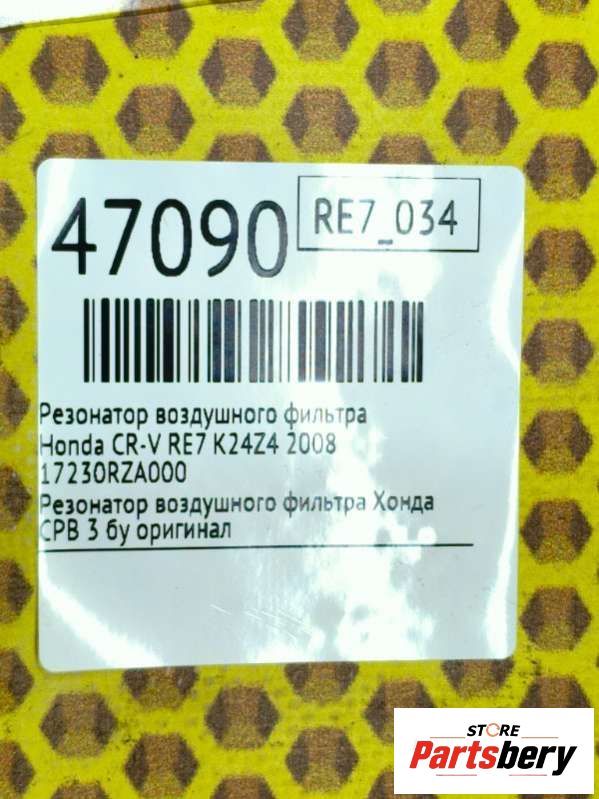 47090
RE7_034
Резонатор воздушного фильтра
Honda CR-V RE7 K24Z4 2008
17230RZA000
Резонатор воздушного фильтра Хонда
СРВ 3 бу оригинал
STORE
Partsbery